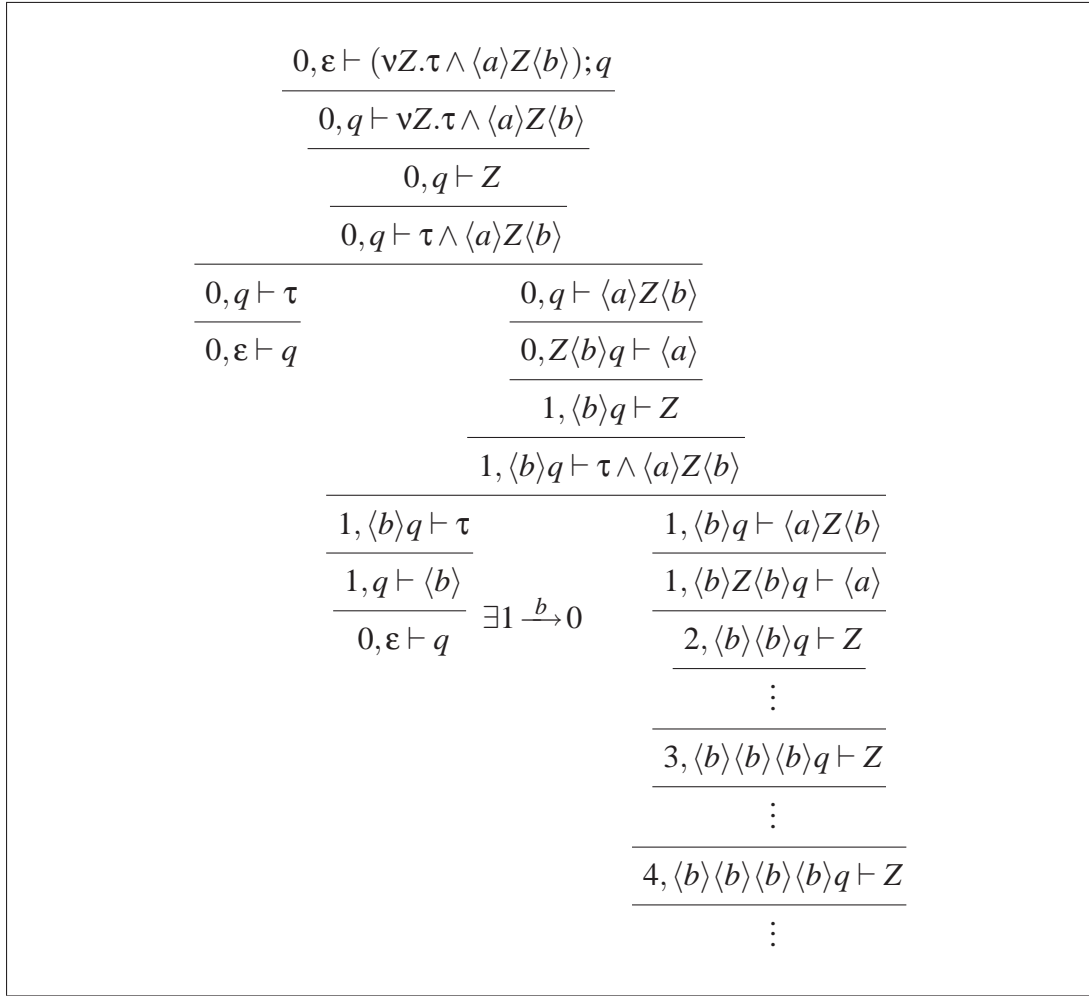 0, ε ⊢ (νZ.τ ∧ ⟨a⟩Z⟨b⟩); q
0, q ⊢ νZ.τ ∧ ⟨a⟩Z⟨b⟩
0, q ⊢ Z
0, q ⊢ τ ∧ ⟨a⟩Z⟨b⟩
0, q ⊢ τ 0, q ⊢ ⟨a⟩Z⟨b⟩
0, ε ⊢ q 0, Z⟨b⟩q ⊢ ⟨a⟩
1, ⟨b⟩q ⊢ Z
1, ⟨b⟩q ⊢ τ ∧ ⟨a⟩Z⟨b⟩
1, ⟨b⟩q ⊢ τ 1, ⟨b⟩q ⊢ ⟨a⟩Z⟨b⟩
1, q ⊢ ⟨b⟩ ∃1 —b→ 0 1, ⟨b⟩Z⟨b⟩q ⊢ ⟨a⟩
0, ε ⊢ q 2, ⟨b⟩⟨b⟩q ⊢ Z
⋮
3, ⟨b⟩⟨b⟩⟨b⟩q ⊢ Z
⋮
4, ⟨b⟩⟨b⟩⟨b⟩⟨b⟩q ⊢ Z
⋮